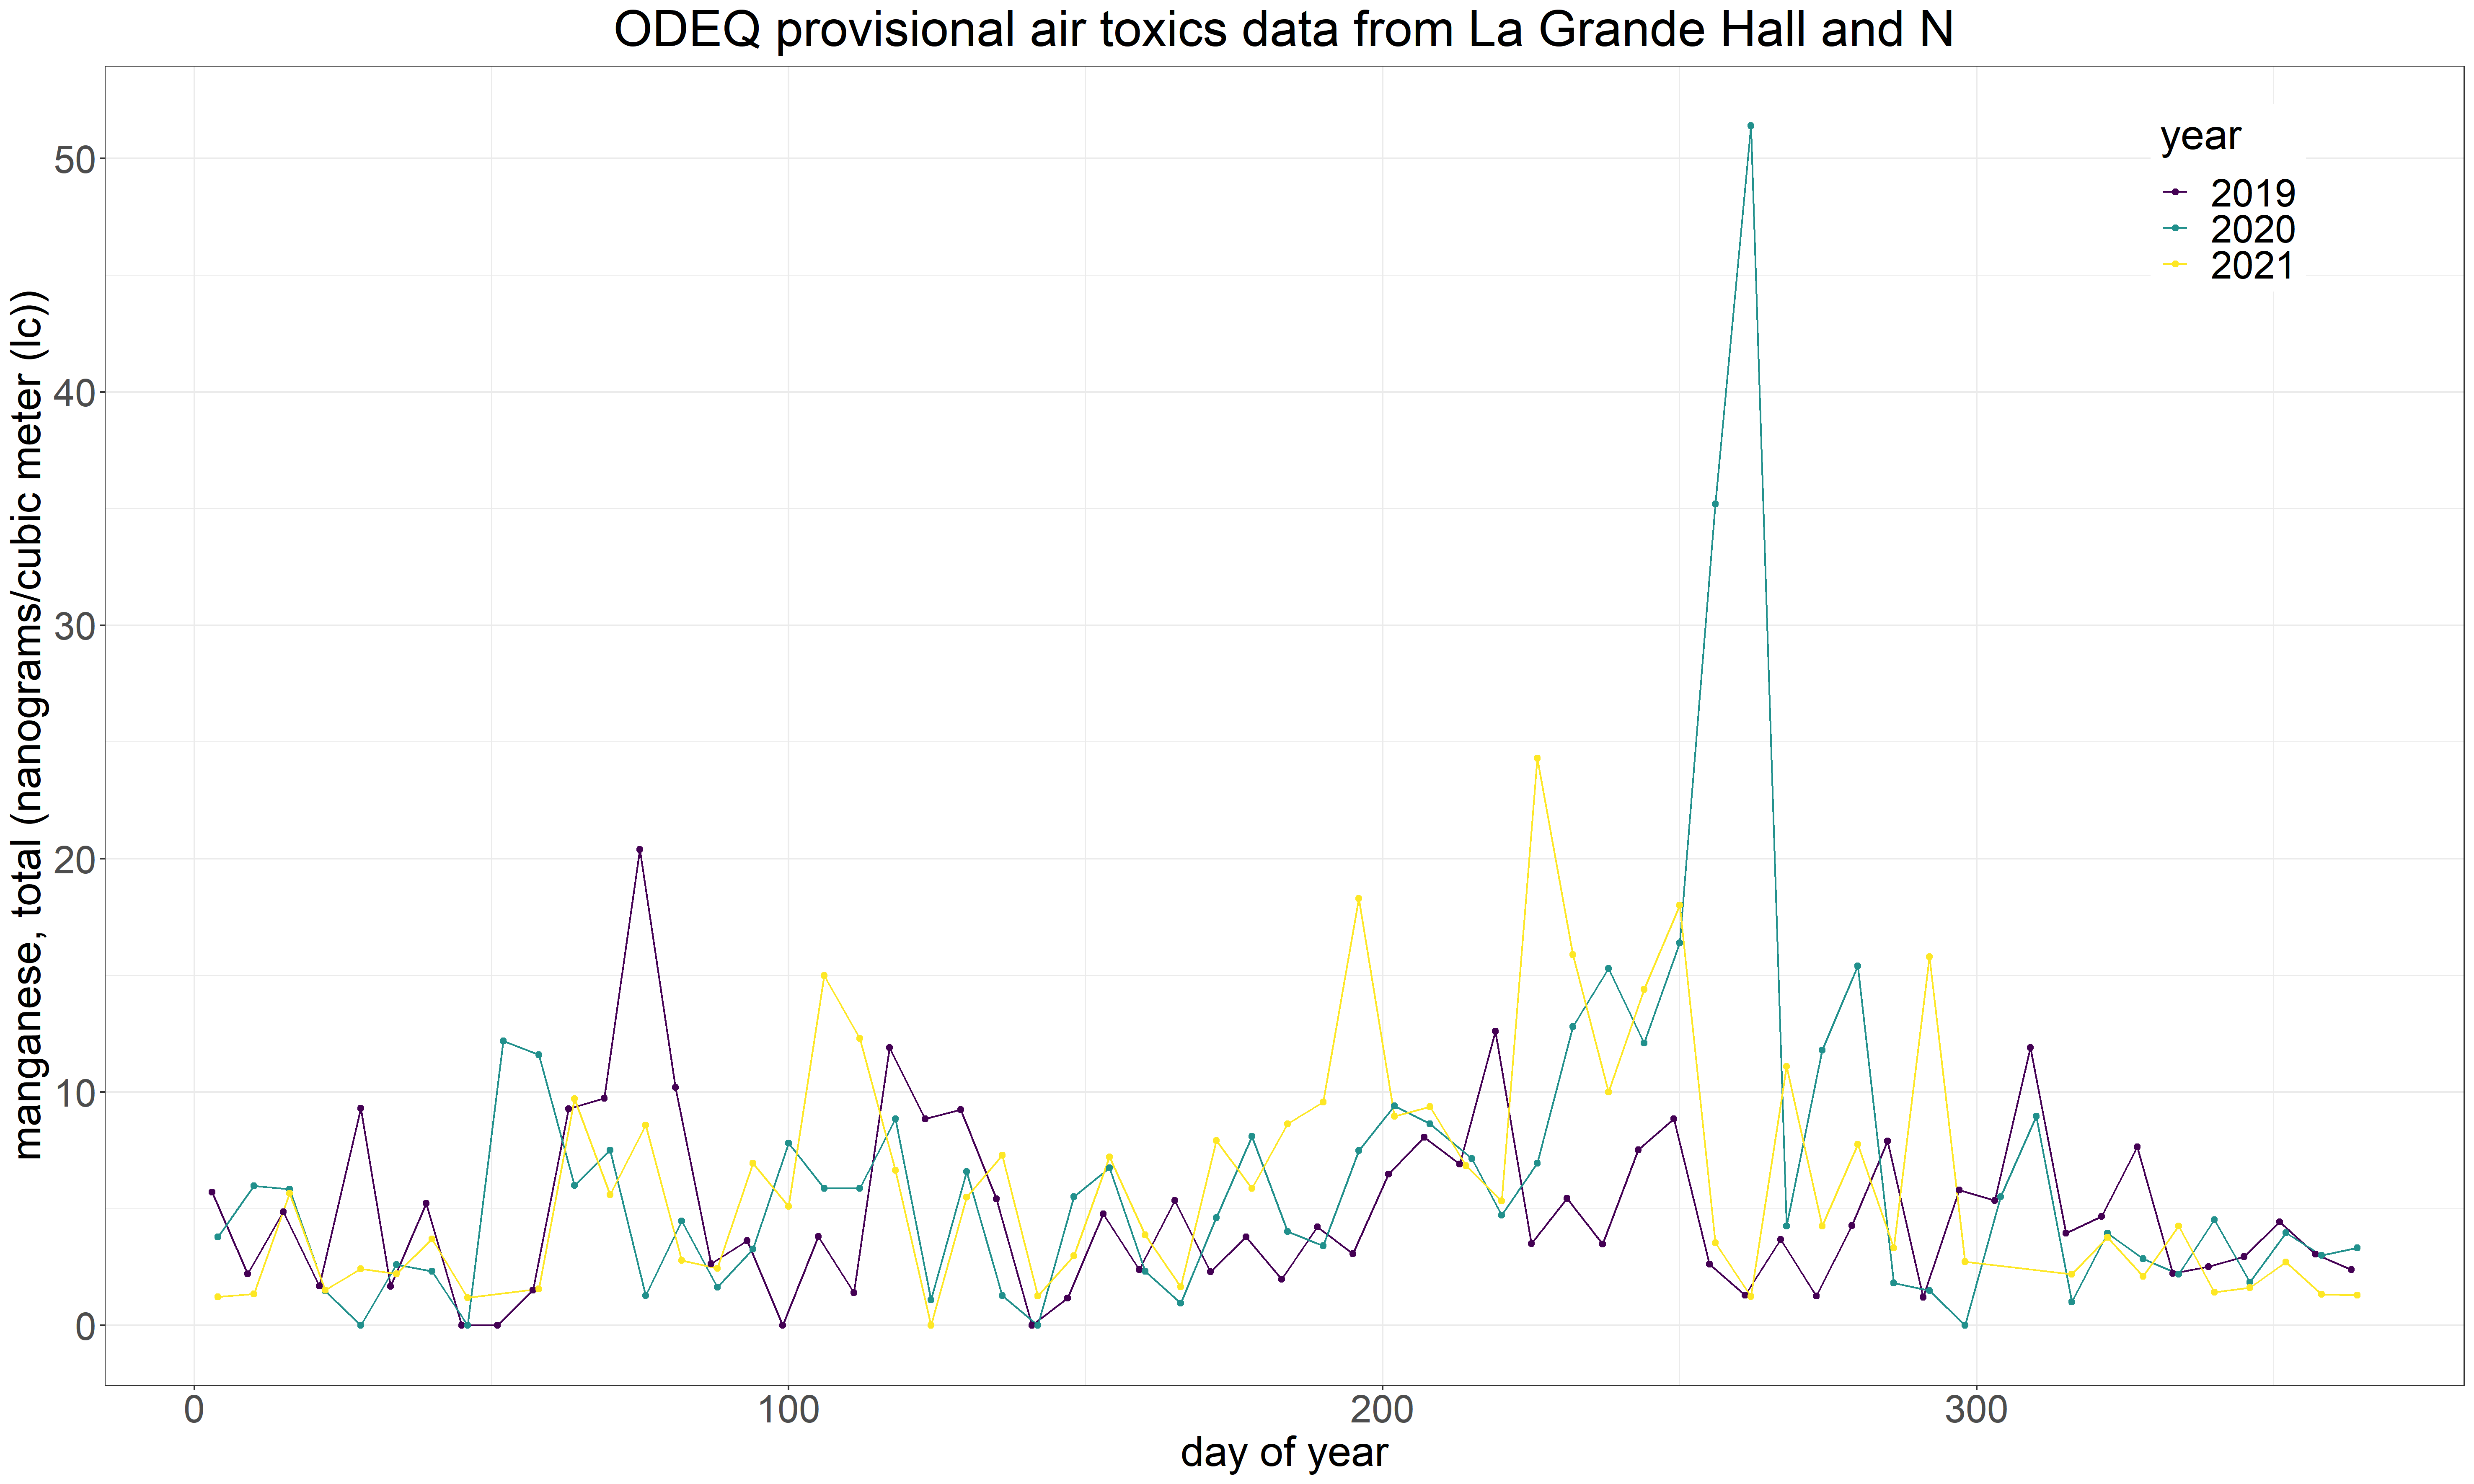 ODEQ provisional air toxics data from La Grande Hall and N
manganese, total (nanograms/cubic meter (lc))
50
40
30
20
10
0
year
2019
2020
2021
0 100 200 300
day of year